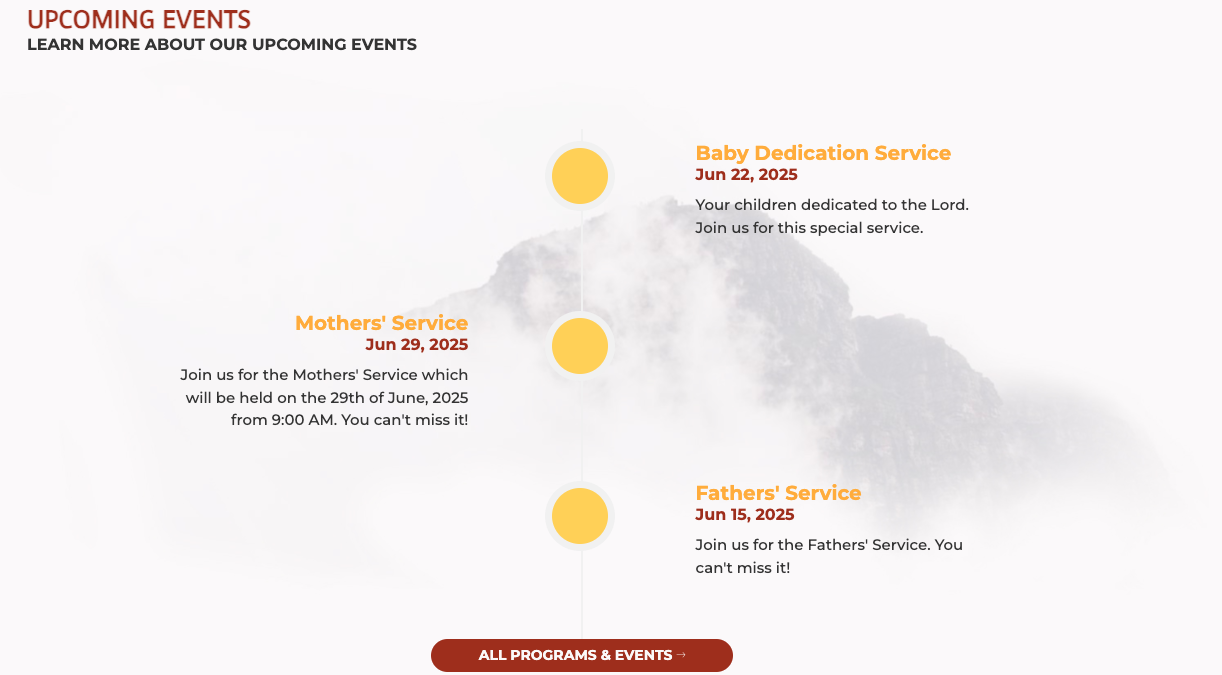 UPCOMING EVENTS
LEARN MORE ABOUT OUR UPCOMING EVENTS
Baby Dedication Service
Jun 22, 2025
Your children dedicated to the Lord.
Join us for this special service.
Mothers' Service
Jun 29, 2025
Join us for the Mothers' Service which
will be held on the 29th of June, 2025
from 9:00 AM. You can't miss it!
Fathers' Service
Jun 15, 2025
Join us for the Fathers' Service. You
can't miss it!
ALL PROGRAMS & EVENTS →